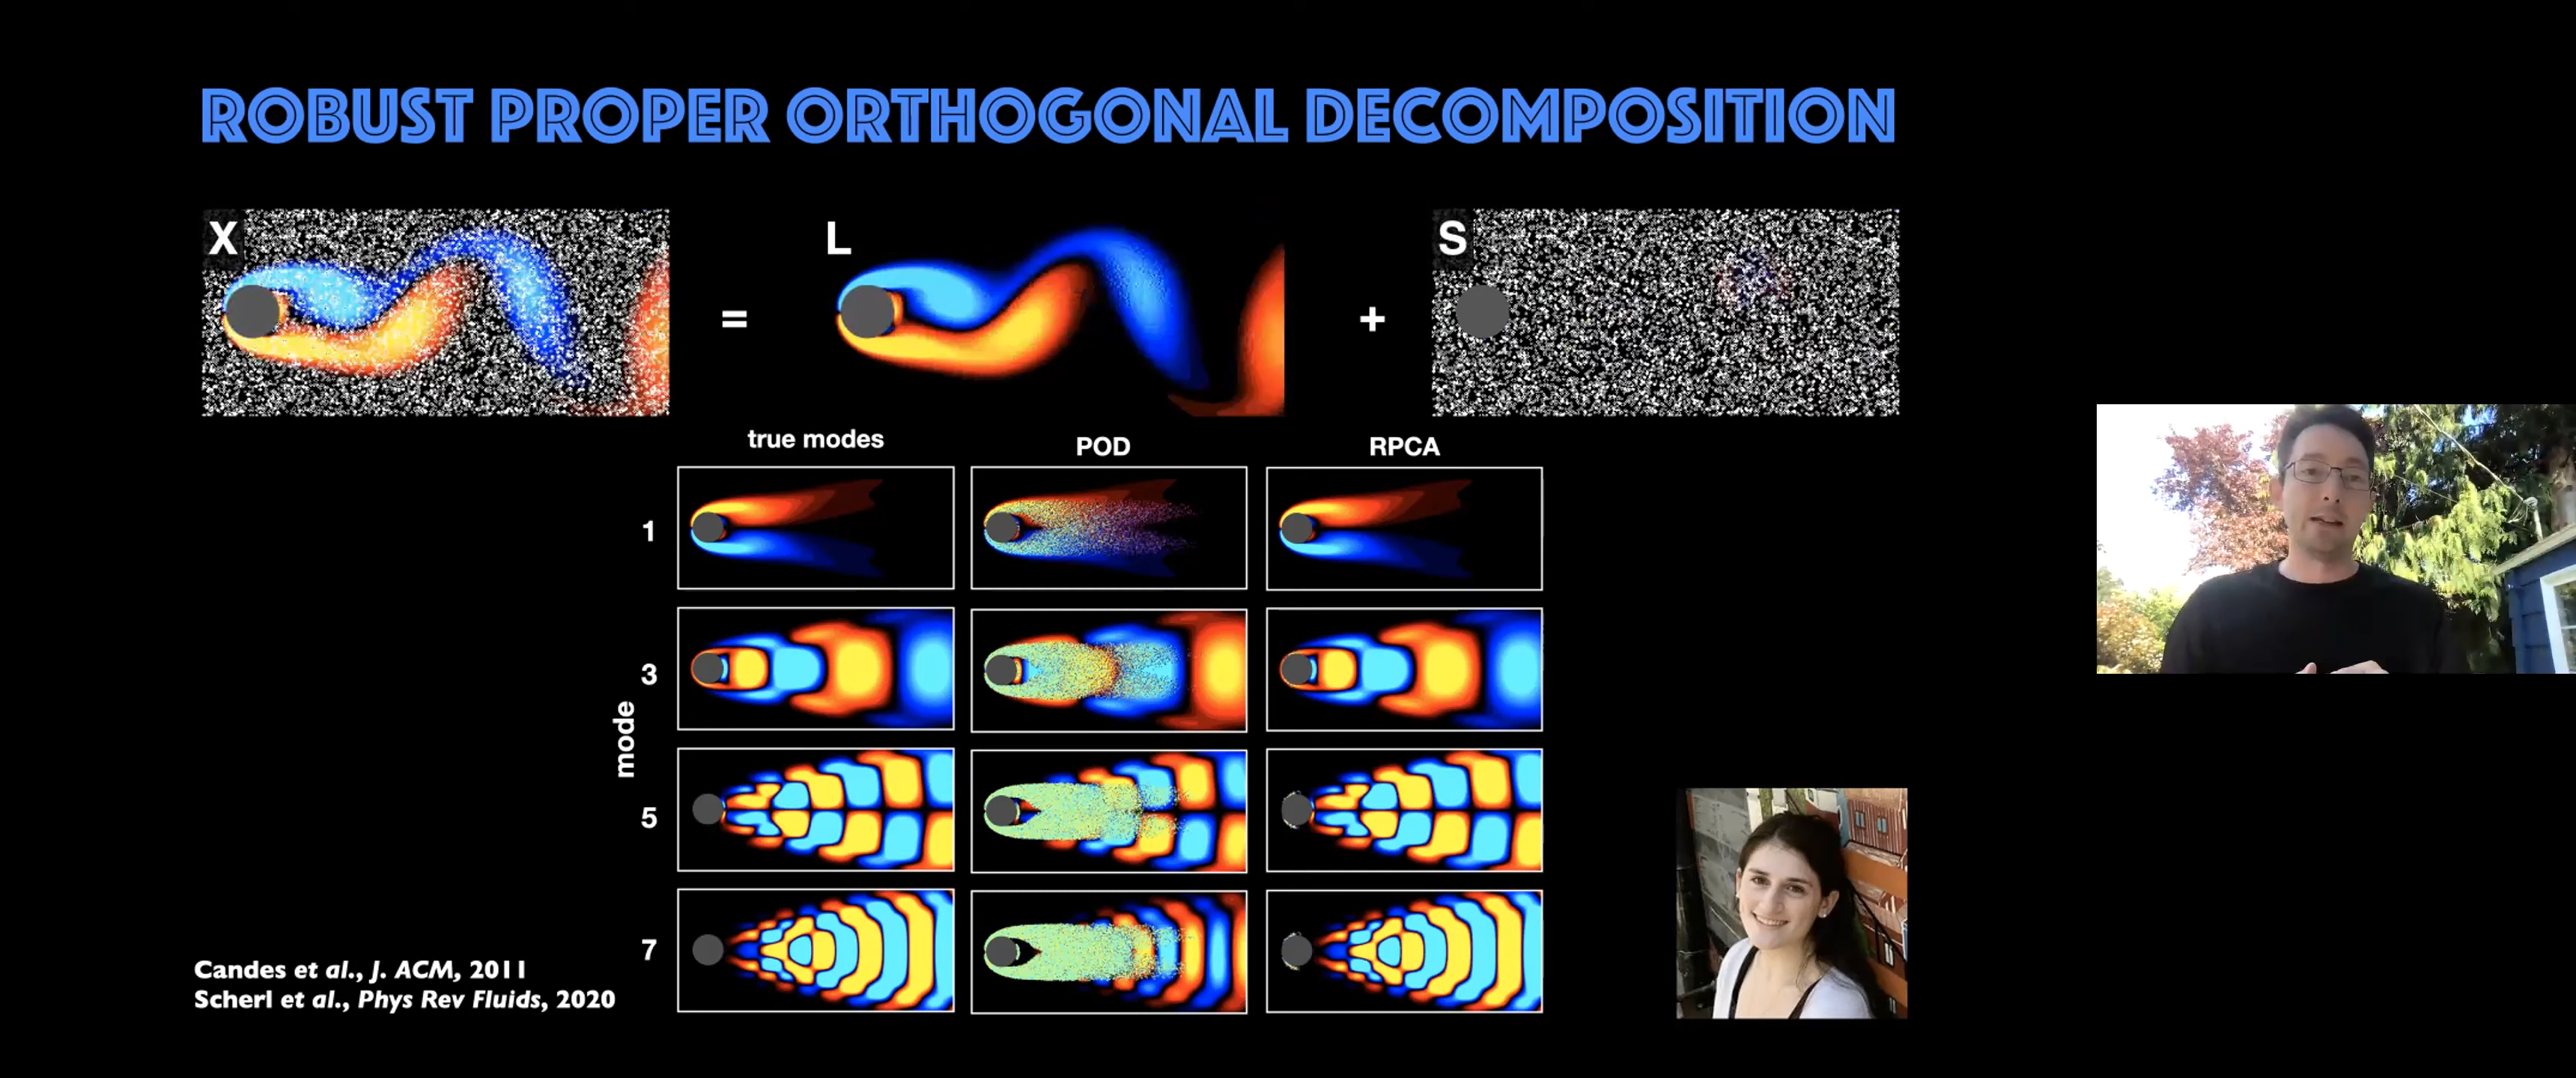 ROBUST PROPER ORTHOGONAL DECOMPOSITION
X
=
L
+
S
true modes
POD
RPCA
mode
1
3
5
7
Candes et al., J. ACM, 2011
Scherl et al., Phys Rev Fluids, 2020